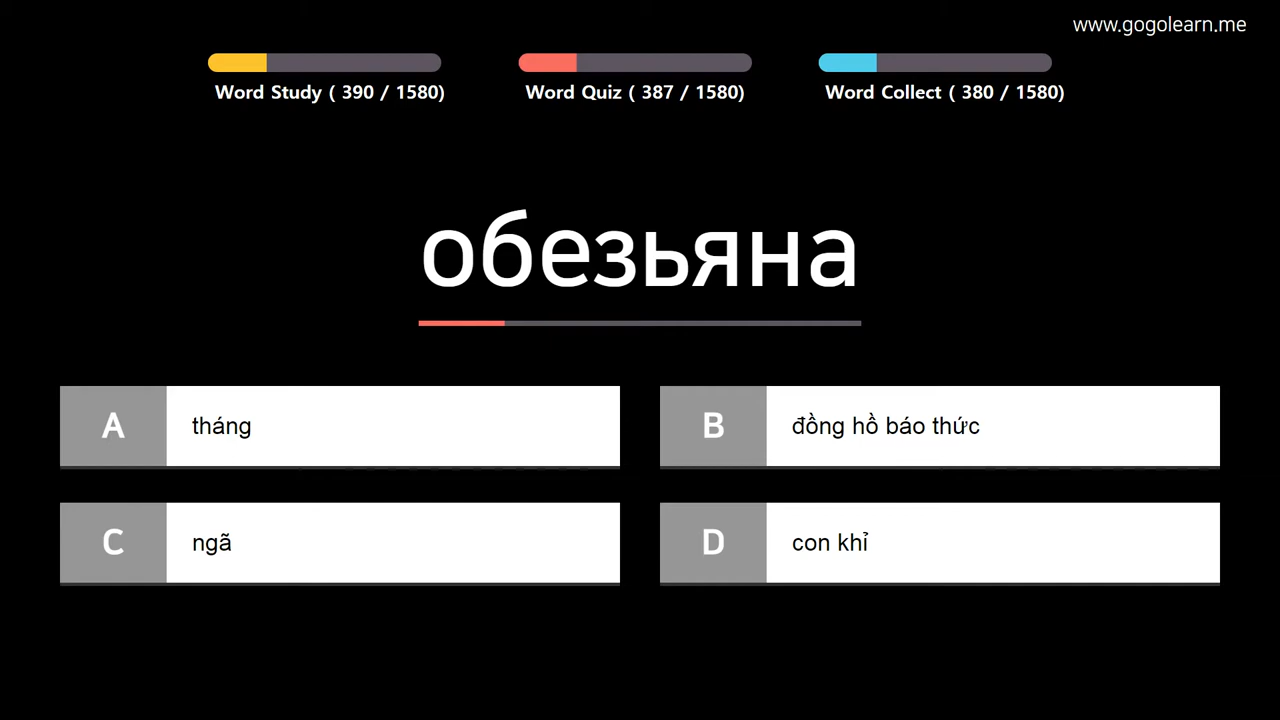 www.gogolearn.me
Word Study ( 390 / 1580)
Word Quiz ( 387 / 1580)
Word Collect ( 380 / 1580)
обезьяна
A tháng
B đồng hồ báo thức
C ngã
D con khỉ